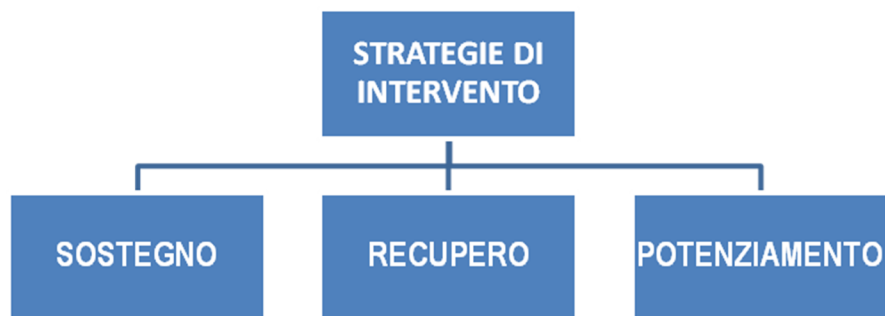 STRATEGIE DI
INTERVENTO
SOSTEGNO
RECUPERO
POTENZIAMENTO